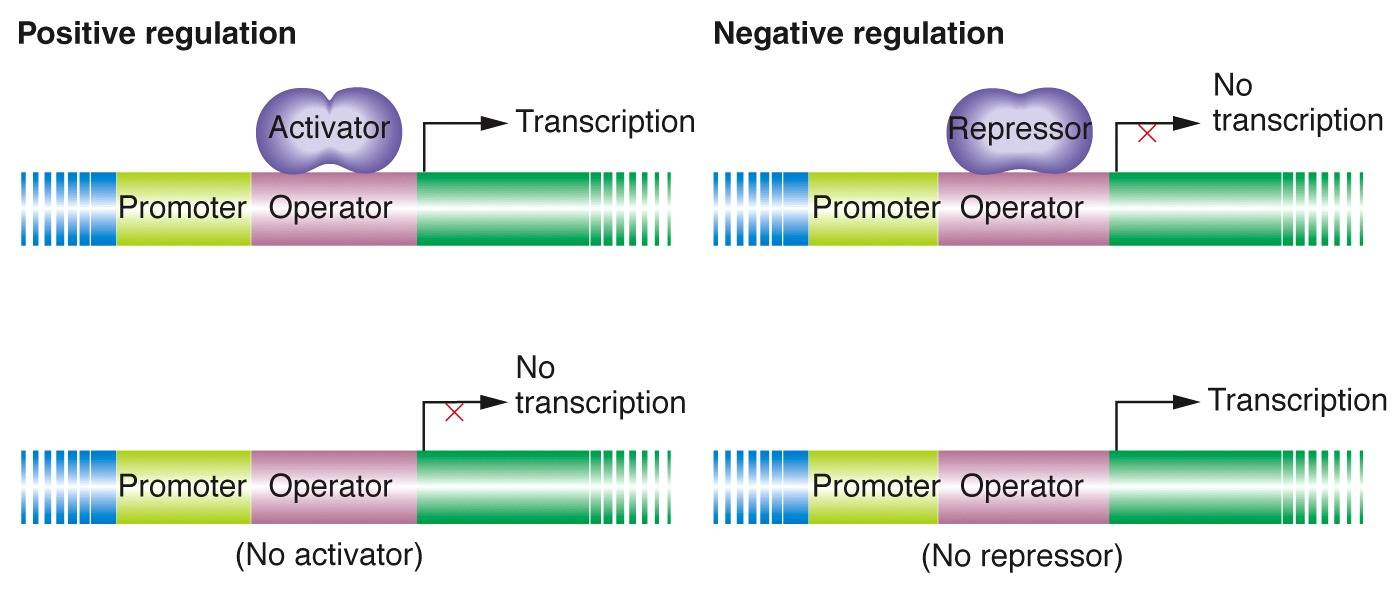 Positive regulation
Activator
Transcription
Promoter
Operator
No
transcription
Promoter
Operator
(No activator)
Negative regulation
Repressor
No
transcription
Promoter
Operator
Transcription
Promoter
Operator
(No repressor)